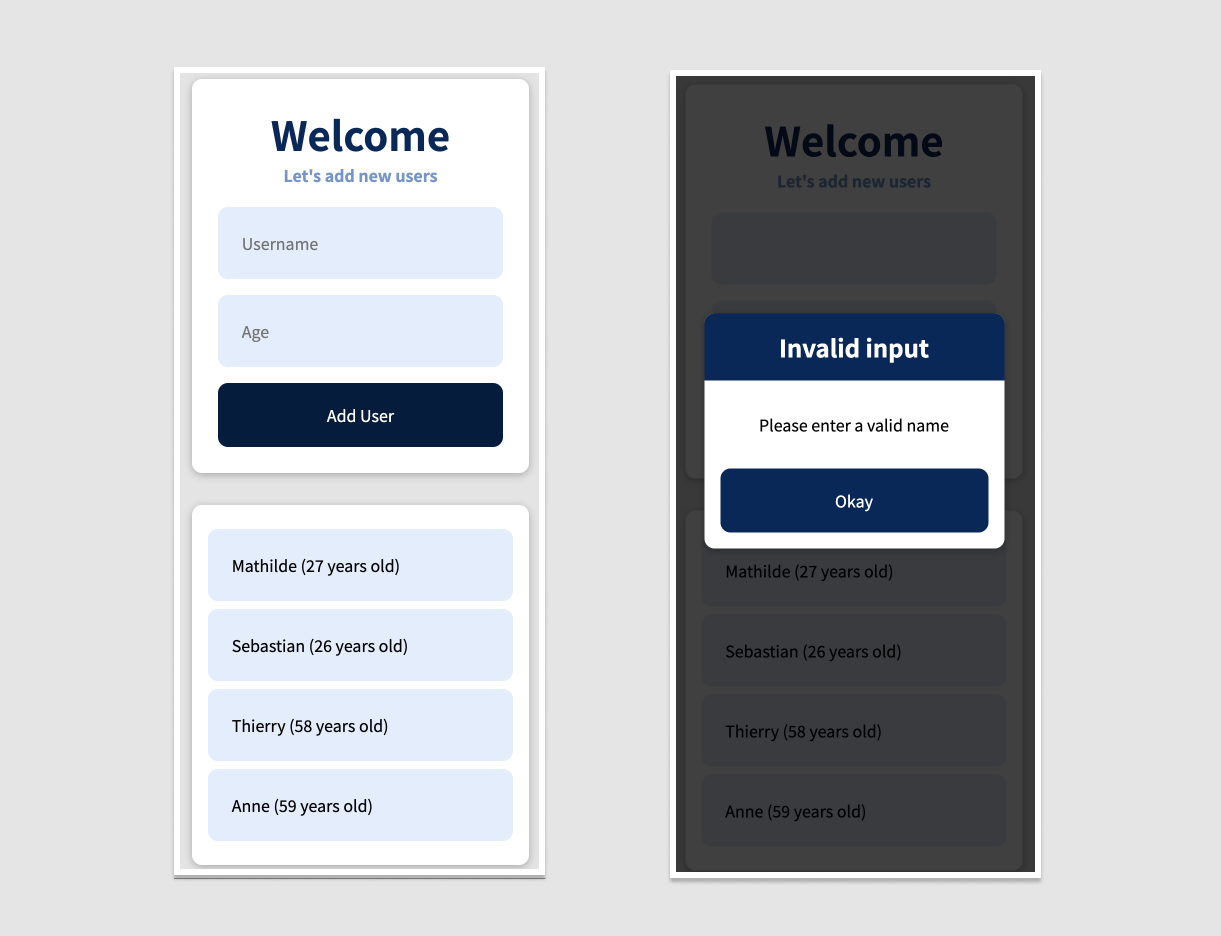 Welcome
Let's add new users
Username
Age
Add User
Mathilde (27 years old)
Sebastian (26 years old)
Thierry (58 years old)
Anne (59 years old)
Welcome
Let's add new users
Invalid input
Please enter a valid name
Okay
Mathilde (27 years old)
Sebastian (26 years old)
Thierry (58 years old)
Anne (59 years old)